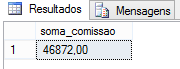 Resultados Mensagens
soma_comissao
1 46872,00